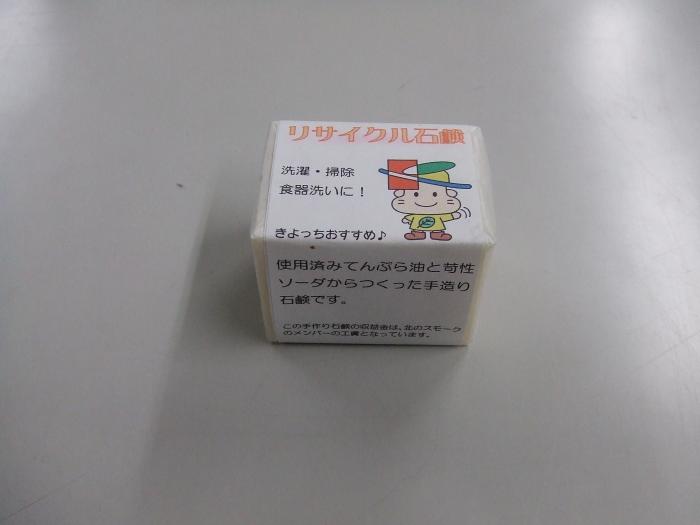 リサイクル石鹸
洗濯・掃除
食器洗いに！
きよっちおすすめ♪
使用済みてんぷら油と苛性
ソーダからつくった手造り
石鹸です。
この手作り石鹸の収益金は、北のスモーク
のメンバーの工賃となっています。